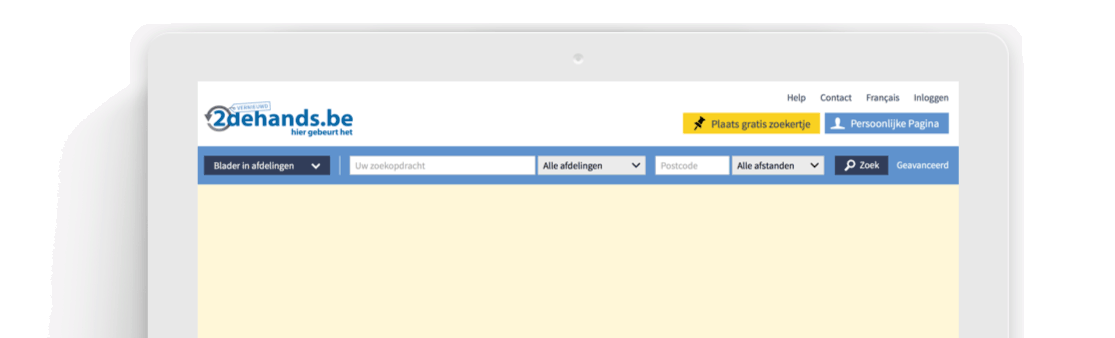 Help Contact Français Inloggen
VERNIEUWD
2dehands.be
hier gebeurt het
Plaats gratis zoekertje Persoonlijke Pagina
Blader in afdelingen Uw zoekopdracht Alle afdelingen Postcode Alle afstanden Zoek Geavanceerd